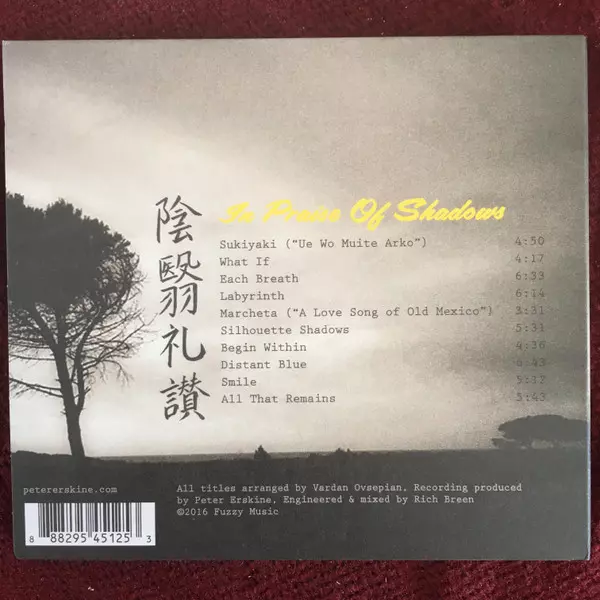 陰翳礼讃
In Praise Of Shadows
Sukiyaki (“Ue Wo Muite Arko”) 4:50
What If 4:17
Each Breath 6:33
Labyrinth 6:14
Marcheta (“A Love Song of Old Mexico”) 3:31
Silhouette Shadows 5:31
Begin Within 4:36
Distant Blue 6:43
Smile 5:32
All That Remains 5:43
petererskine.com
All titles arranged by Vardan Ovsepian, Recording produced
by Peter Erskine, Engineered & mixed by Rich Breen
©2016 Fuzzy Music
8 88295 45125 3